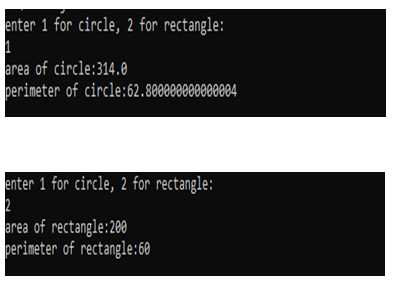 enter 1 for circle, 2 for rectangle:
1
area of circle:314.0
perimeter of circle:62.800000000000004
enter 1 for circle, 2 for rectangle:
2
area of rectangle:200
perimeter of rectangle:60